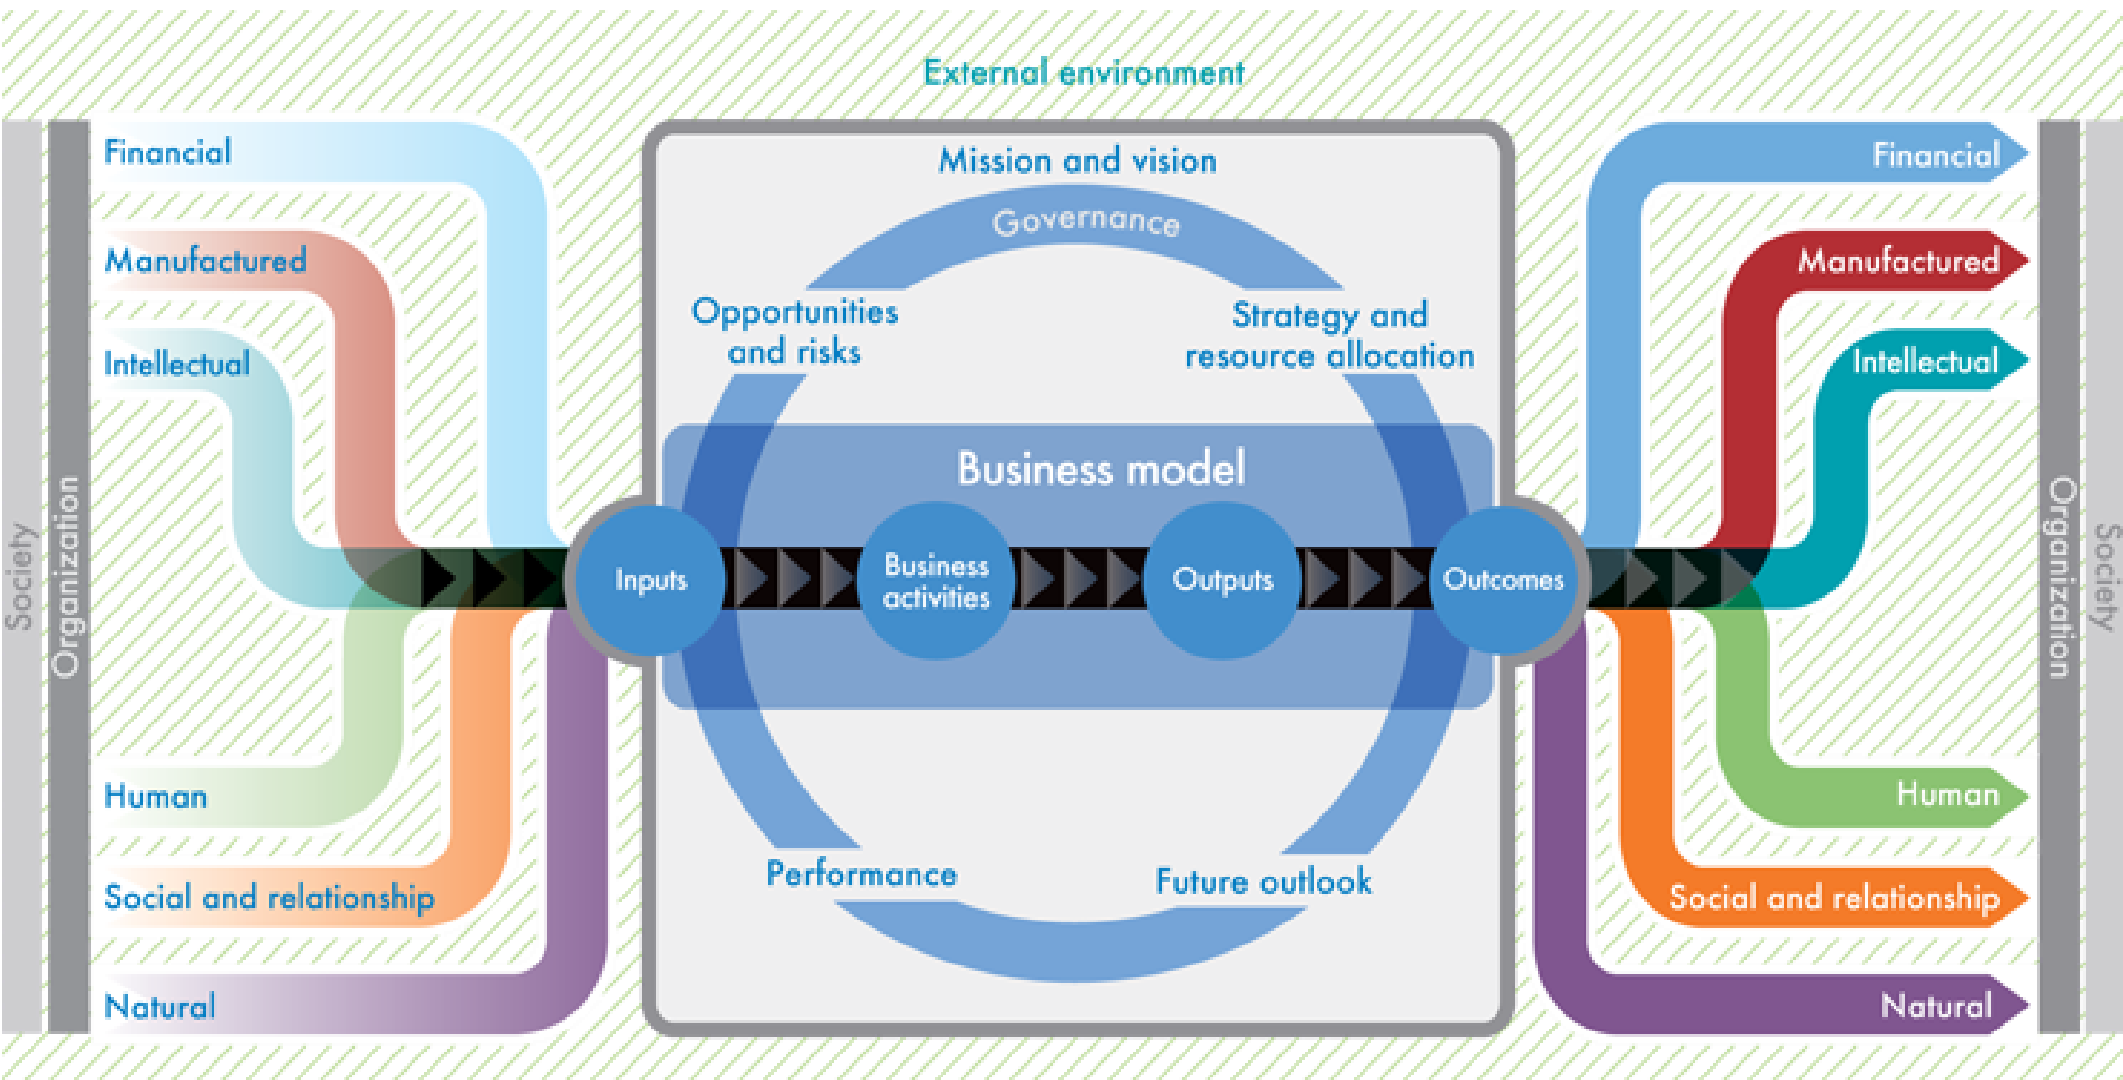 External environment
Society
Organization
Financial
Manufactured
Intellectual
Human
Social and relationship
Natural
Mission and vision
Governance
Opportunities
and risks
Strategy and
resource allocation
Business model
Inputs
Business
activities
Outputs
Outcomes
Performance
Future outlook
Financial
Manufactured
Intellectual
Human
Social and relationship
Natural
Organization
Society